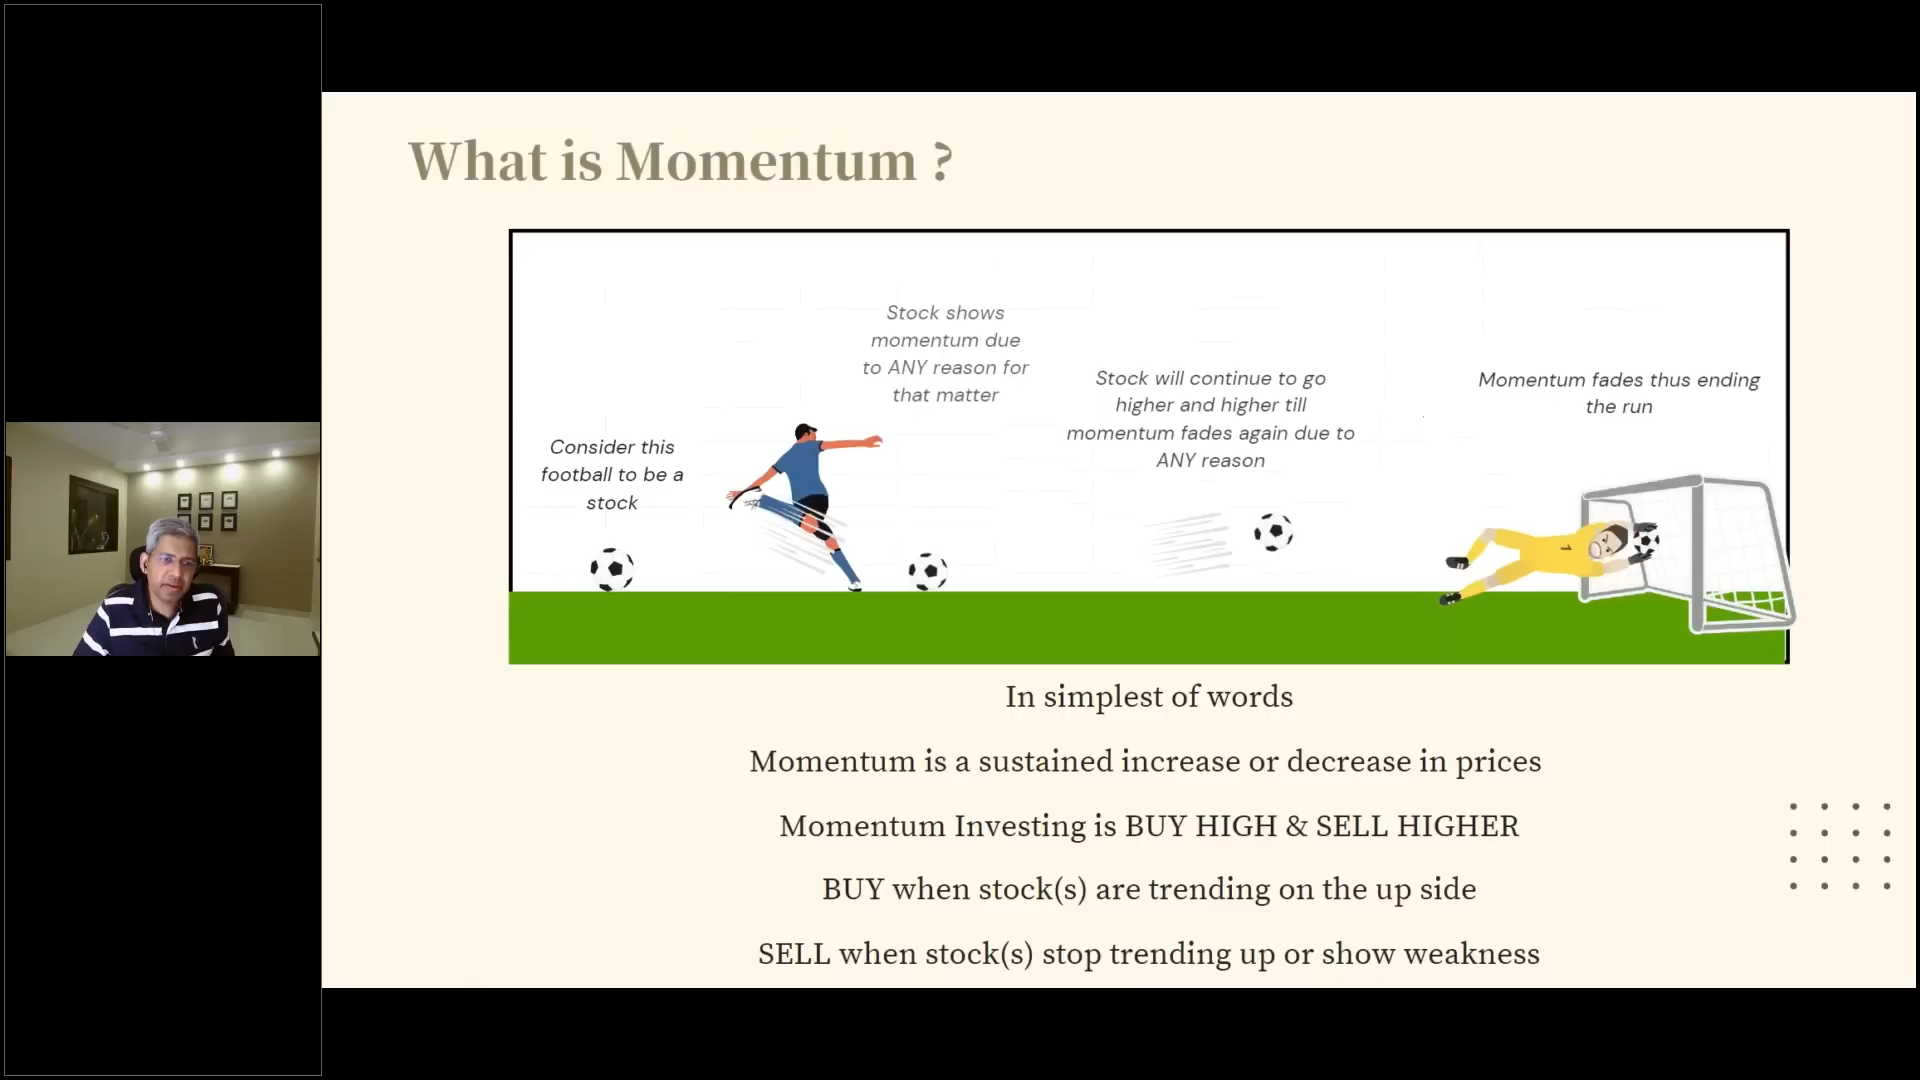 What is Momentum ?
Consider this
football to be a
stock
Stock shows
momentum due
to ANY reason for
that matter
Stock will continue to go
higher and higher till
momentum fades again due to
ANY reason
Momentum fades thus ending
the run
1
In simplest of words
Momentum is a sustained increase or decrease in prices
Momentum Investing is BUY HIGH & SELL HIGHER
BUY when stock(s) are trending on the up side
SELL when stock(s) stop trending up or show weakness